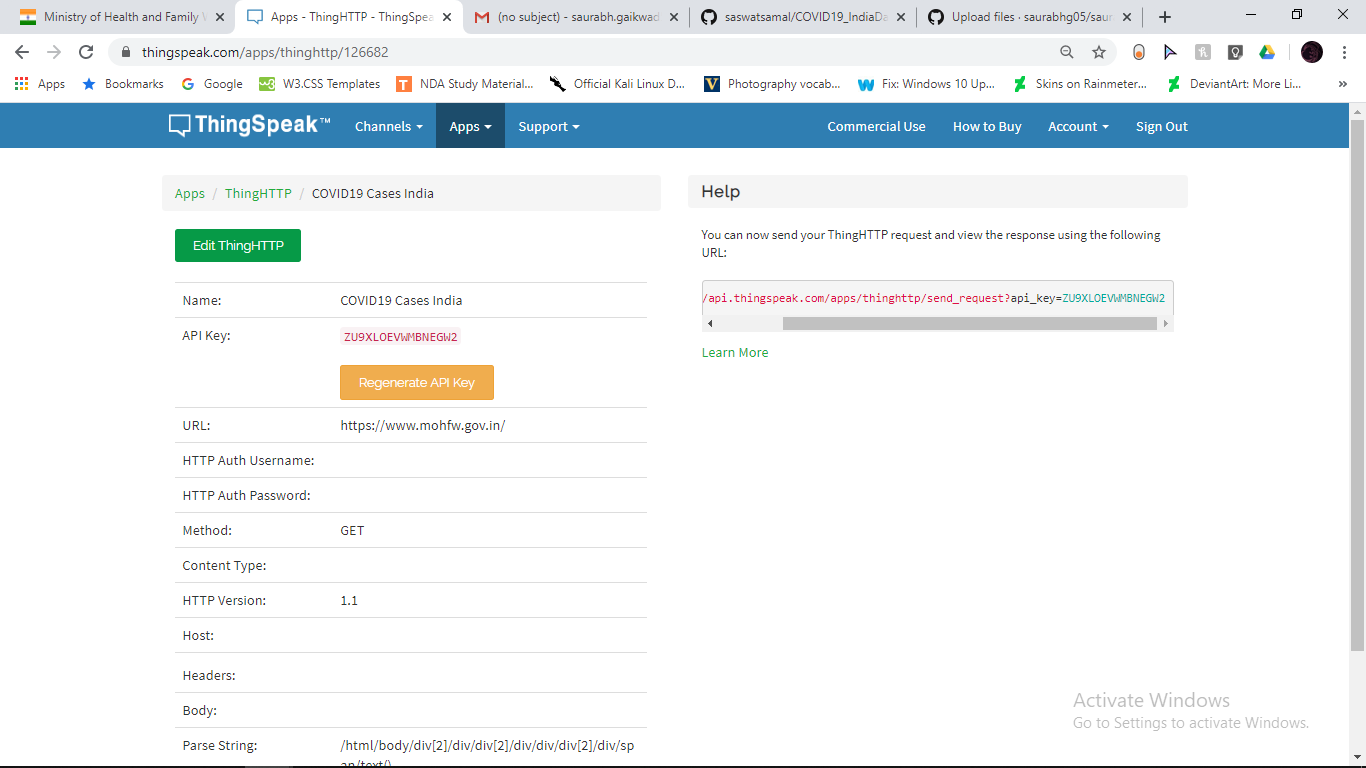 Ministry of Health and Family W
Apps - ThingHTTP - ThingSpea
(no subject) - saurabh.gaikwad
saswatsamal/COVID19_IndiaDa
Upload files · saurabhg05/saur
thingspeak.com/apps/thinghttp/126682
Apps
Bookmarks
Google
W3.CSS Templates
NDA Study Material...
Official Kali Linux D...
Photography vocab...
Fix: Windows 10 Up...
Skins on Rainmeter...
DeviantArt: More Li...
ThingSpeak™
Channels
Apps
Support
Commercial Use
How to Buy
Account
Sign Out
Apps / ThingHTTP / COVID19 Cases India
Edit ThingHTTP
Name: COVID19 Cases India
API Key: ZU9XLOEVWMBNEGW2
Regenerate API Key
URL: https://www.mohfw.gov.in/
HTTP Auth Username:
HTTP Auth Password:
Method: GET
Content Type:
HTTP Version: 1.1
Host:
Headers:
Body:
Parse String: /html/body/div[2]/div/div[2]/div/div/div[2]/div/sp
an/text()
Help
You can now send your ThingHTTP request and view the response using the following
URL:
/api.thingspeak.com/apps/thinghttp/send_request?api_key=ZU9XLOEVWMBNEGW2
Learn More
Activate Windows
Go to Settings to activate Windows.